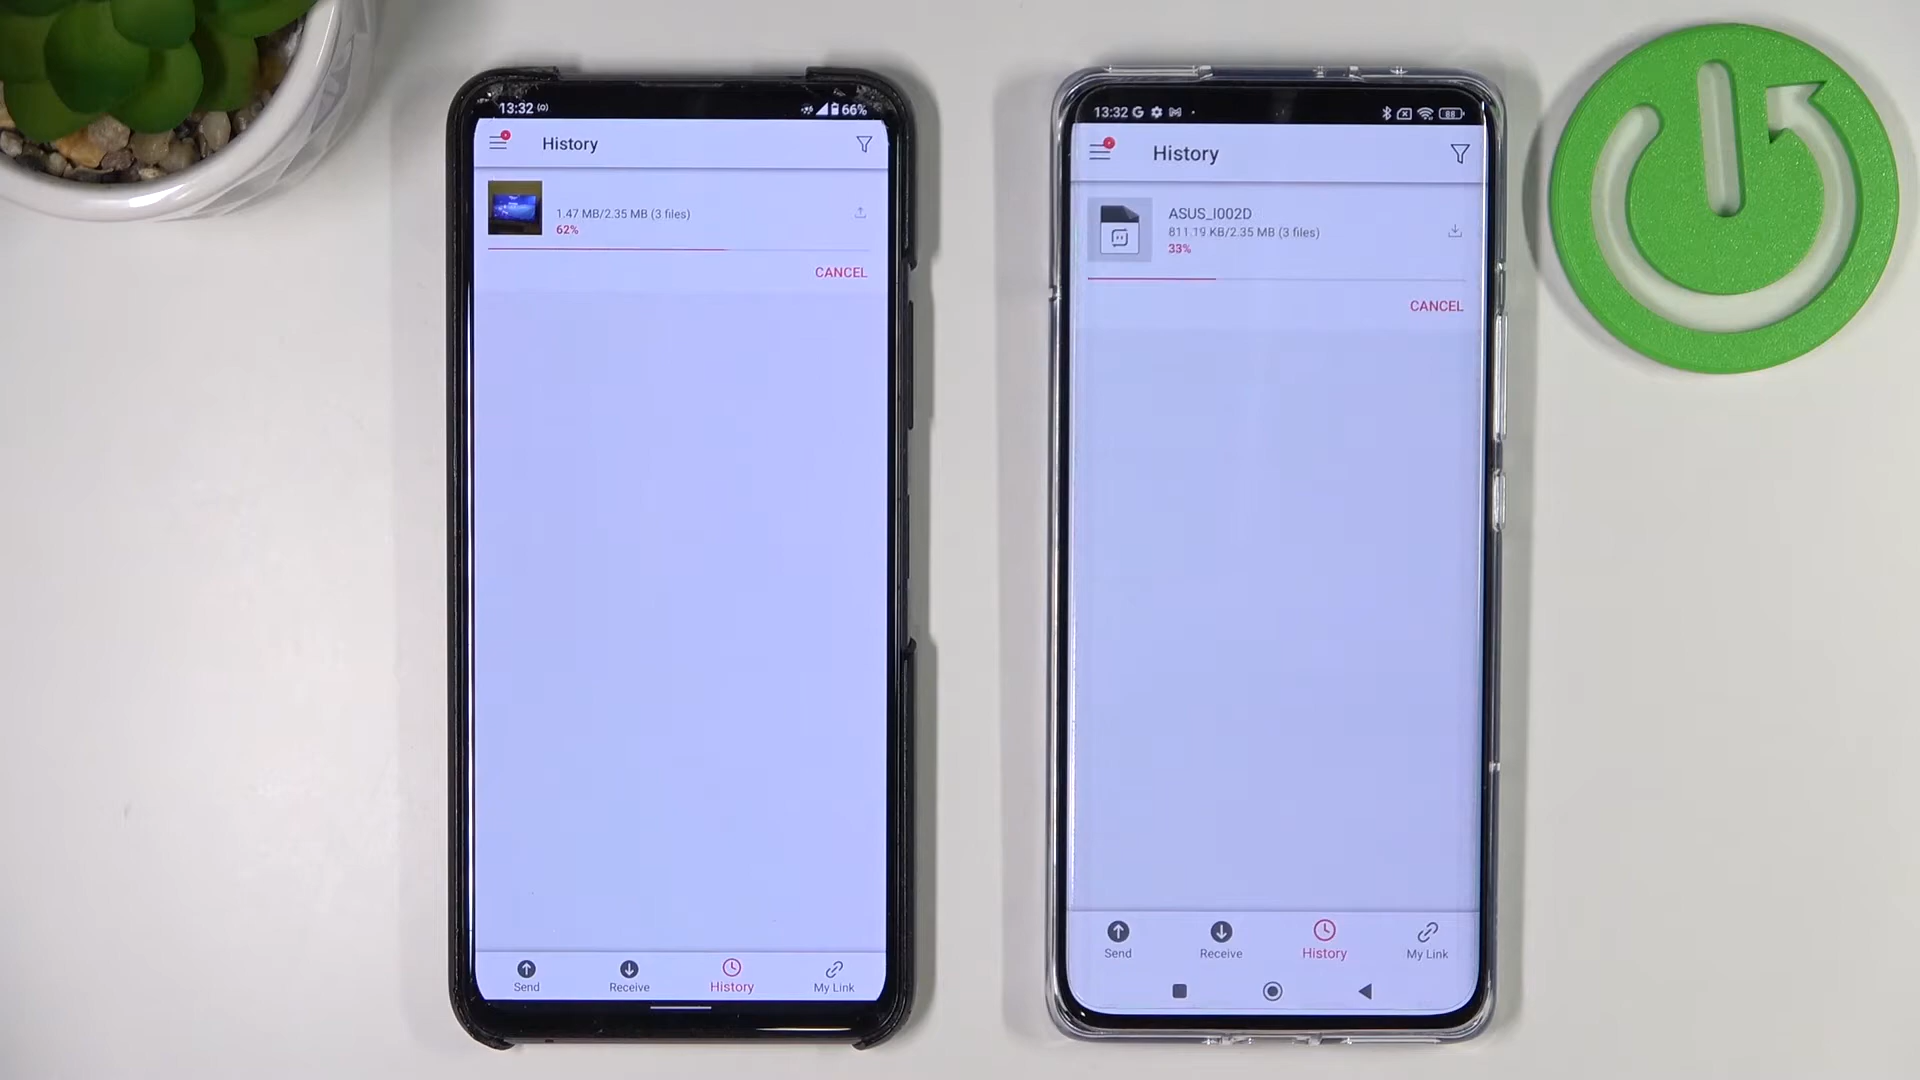 13:32
66%
History
1.47 MB/2.35 MB (3 files)
62%
CANCEL
Send
Receive
History
My Link
13:32 G M
88
History
ASUS_I002D
811.19 KB/2.35 MB (3 files)
33%
CANCEL
Send
Receive
History
My Link